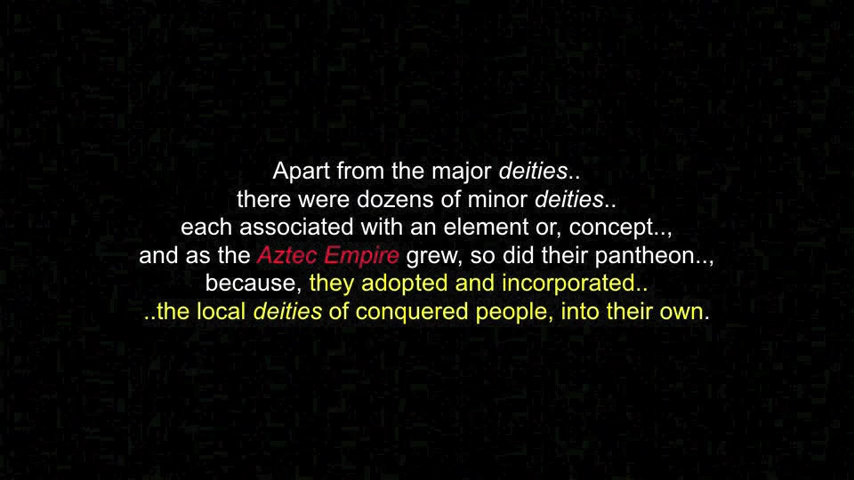 Apart from the major deities..
there were dozens of minor deities..
each associated with an element or, concept..,
and as the Aztec Empire grew, so did their pantheon..,
because, they adopted and incorporated..
..the local deities of conquered people, into their own.